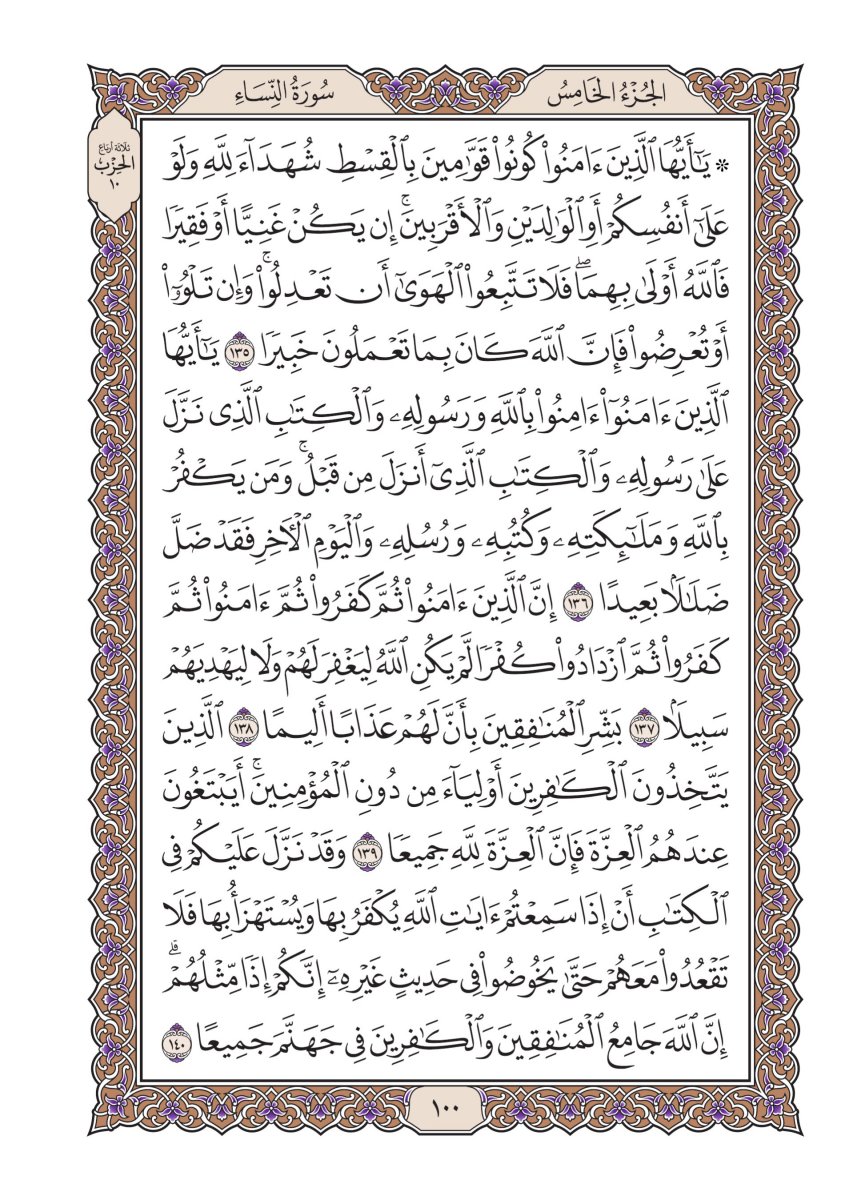 الجُزْءُ الخَامِسُ
سُورَةُ النِّسَاءِ
ثلاثة أرباع
الحِزْبُ
١٠
۞ يَٰٓأَيُّهَا ٱلَّذِينَ ءَامَنُوا۟ كُونُوا۟ قَوَّٰمِينَ بِٱلْقِسْطِ شُهَدَآءَ لِلَّهِ وَلَوْ
عَلَىٰٓ أَنفُسِكُمْ أَوِ ٱلْوَٰلِدَيْنِ وَٱلْأَقْرَبِينَۚ إِن يَكُنْ غَنِيًّا أَوْ فَقِيرًا
فَٱللَّهُ أَوْلَىٰ بِهِمَاۖ فَلَا تَتَّبِعُوا۟ ٱلْهَوَىٰٓ أَن تَعْدِلُوا۟ۚ وَإِن تَلْوُۥٓا۟
أَوْ تُعْرِضُوا۟ فَإِنَّ ٱللَّهَ كَانَ بِمَا تَعْمَلُونَ خَبِيرًا ١٣٥ يَٰٓأَيُّهَا
ٱلَّذِينَ ءَامَنُوٓا۟ ءَامِنُوا۟ بِٱللَّهِ وَرَسُولِهِۦ وَٱلْكِتَٰبِ ٱلَّذِى نَزَّلَ
عَلَىٰ رَسُولِهِۦ وَٱلْكِتَٰبِ ٱلَّذِىٓ أَنزَلَ مِن قَبْلُۚ وَمَن يَكْفُرْ
بِٱللَّهِ وَمَلَٰٓئِكَتِهِۦ وَكُتُبِهِۦ وَرُسُلِهِۦ وَٱلْيَوْمِ ٱلْءَاخِرِ فَقَدْ ضَلَّ
ضَلَٰلًۢا بَعِيدًا ١٣٦ إِنَّ ٱلَّذِينَ ءَامَنُوا۟ ثُمَّ كَفَرُوا۟ ثُمَّ ءَامَنُوا۟ ثُمَّ
كَفَرُوا۟ ثُمَّ ٱزْدَادُوا۟ كُفْرًا لَّمْ يَكُنِ ٱللَّهُ لِيَغْفِرَ لَهُمْ وَلَا لِيَهْدِيَهُمْ
سَبِيلًۢا ١٣٧ بَشِّرِ ٱلْمُنَٰفِقِينَ بِأَنَّ لَهُمْ عَذَابًا أَلِيمًا ١٣٨ ٱلَّذِينَ
يَتَّخِذُونَ ٱلْكَٰفِرِينَ أَوْلِيَآءَ مِن دُونِ ٱلْمُؤْمِنِينَۚ أَيَبْتَغُونَ
عِندَهُمُ ٱلْعِزَّةَ فَإِنَّ ٱلْعِزَّةَ لِلَّهِ جَمِيعًا ١٣٩ وَقَدْ نَزَّلَ عَلَيْكُمْ فِى
ٱلْكِتَٰبِ أَنْ إِذَا سَمِعْتُمْ ءَايَٰتِ ٱللَّهِ يُكْفَرُ بِهَا وَيُسْتَهْزَأُ بِهَا فَلَا
تَقْعُدُوا۟ مَعَهُمْ حَتَّىٰ يَخُوضُوا۟ فِى حَدِيثٍ غَيْرِهِۦٓ إِنَّكُمْ إِذًا مِّثْلُهُمْۗ
إِنَّ ٱللَّهَ جَامِعُ ٱلْمُنَٰفِقِينَ وَٱلْكَٰفِرِينَ فِى جَهَنَّمَ جَمِيعًا ١٤٠
١٠٠